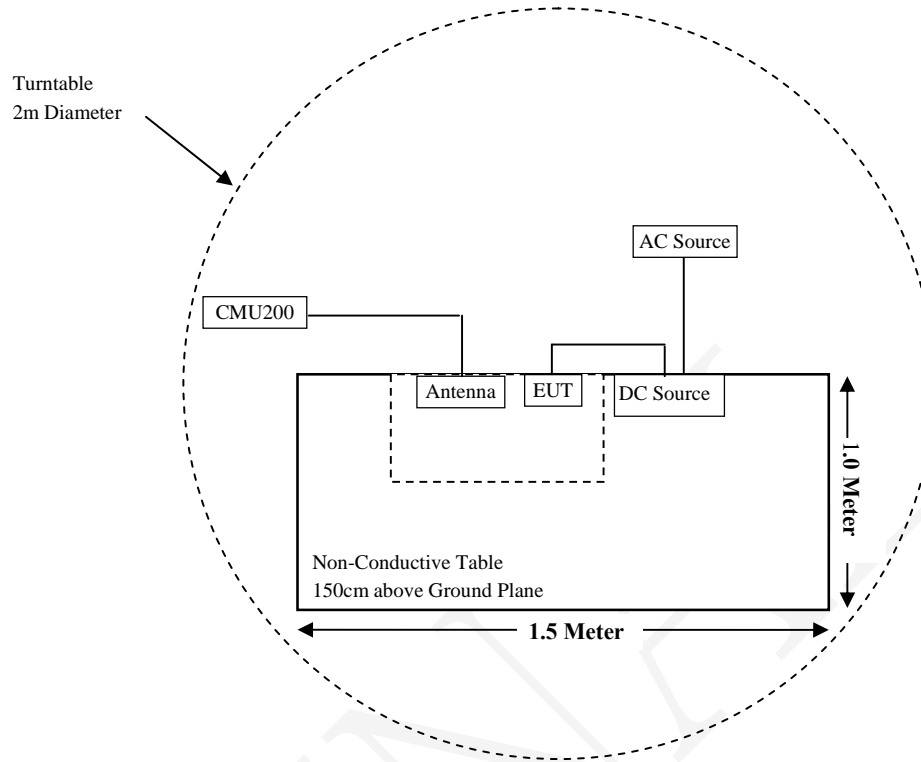 Turntable
2m Diameter
AC Source
CMU200
Antenna
EUT
DC Source
1.0 Meter
Non-Conductive Table
150cm above Ground Plane
1.5 Meter